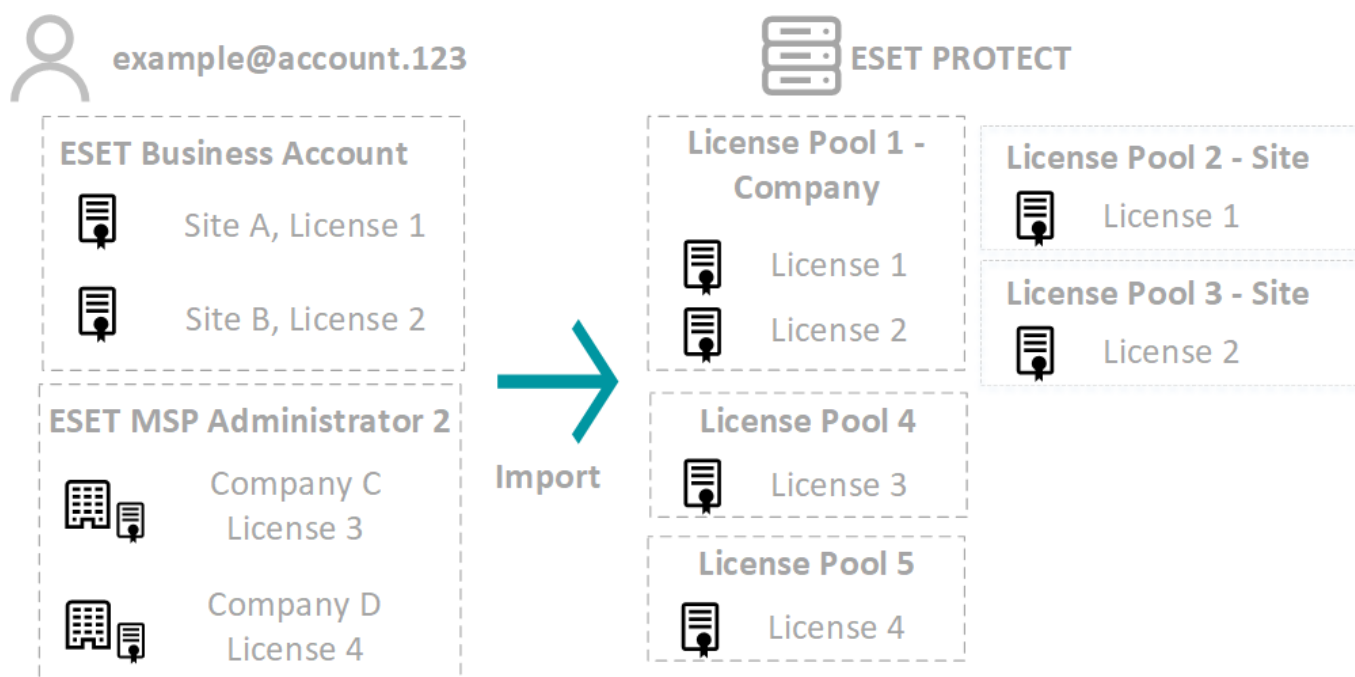 example@account.123
ESET Business Account
Site A, License 1
Site B, License 2
ESET MSP Administrator 2
Company C
License 3
Company D
License 4
Import
ESET PROTECT
License Pool 1 -
Company
License 1
License 2
License Pool 2 - Site
License 1
License Pool 3 - Site
License 2
License Pool 4
License 3
License Pool 5
License 4